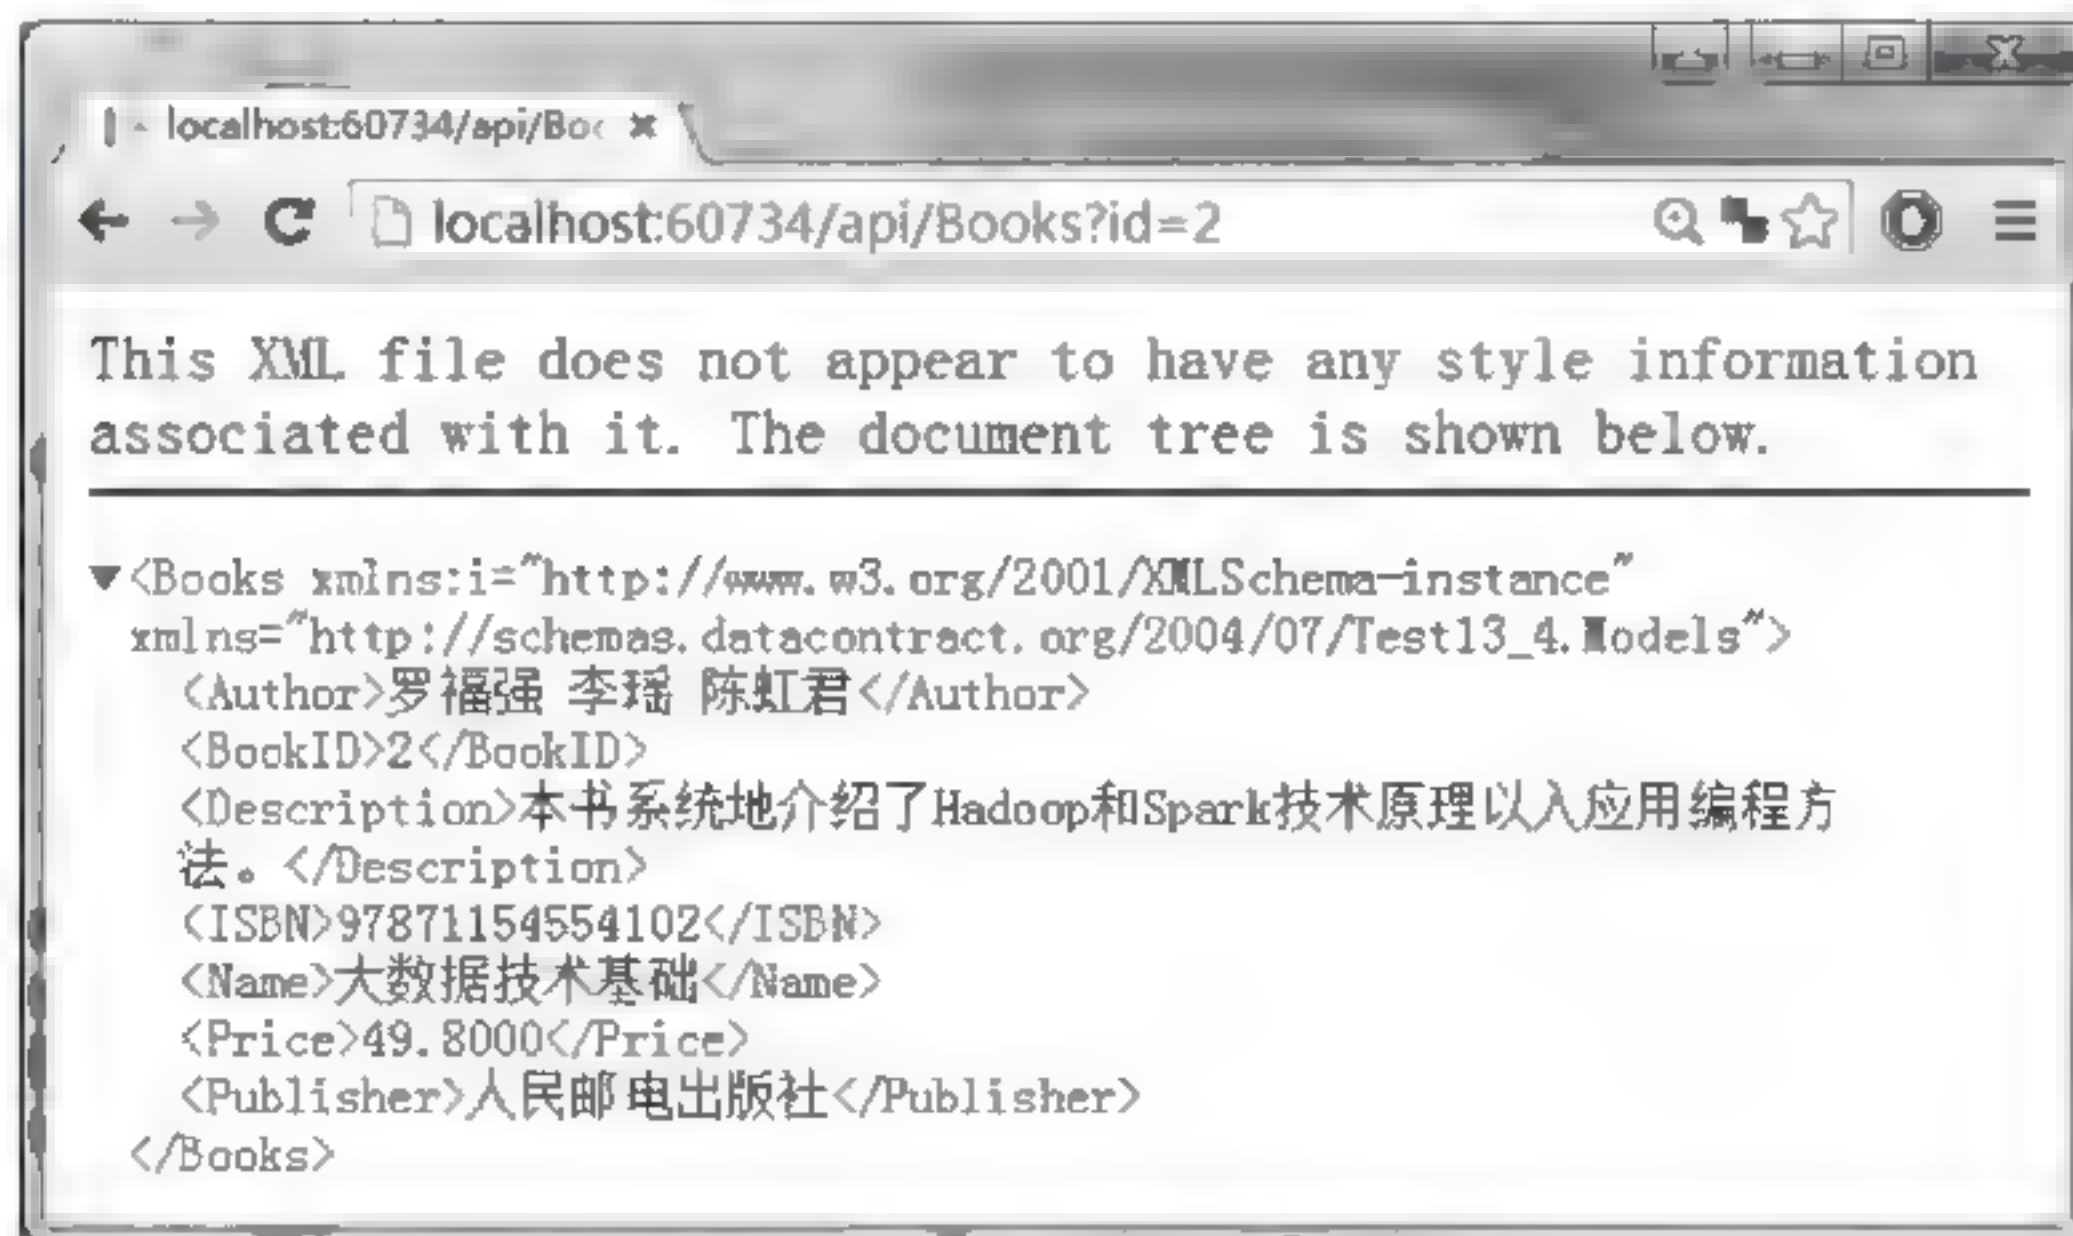 localhost:60734/api/Boo
localhost:60734/api/Books?id=2
This XML file does not appear to have any style information
associated with it. The document tree is shown below.
▼<Books xmlns:i="http://www.w3.org/2001/XMLSchema-instance"
xmlns="http://schemas.datacontract.org/2004/07/Test13_4.Models">
<Author>罗福强 李瑶 陈虹君</Author>
<BookID>2</BookID>
<Description>本书系统地介绍了Hadoop和Spark技术原理以入应用编程方
法。</Description>
<ISBN>97871154554102</ISBN>
<Name>大数据技术基础</Name>
<Price>49.8000</Price>
<Publisher>人民邮电出版社</Publisher>
</Books>